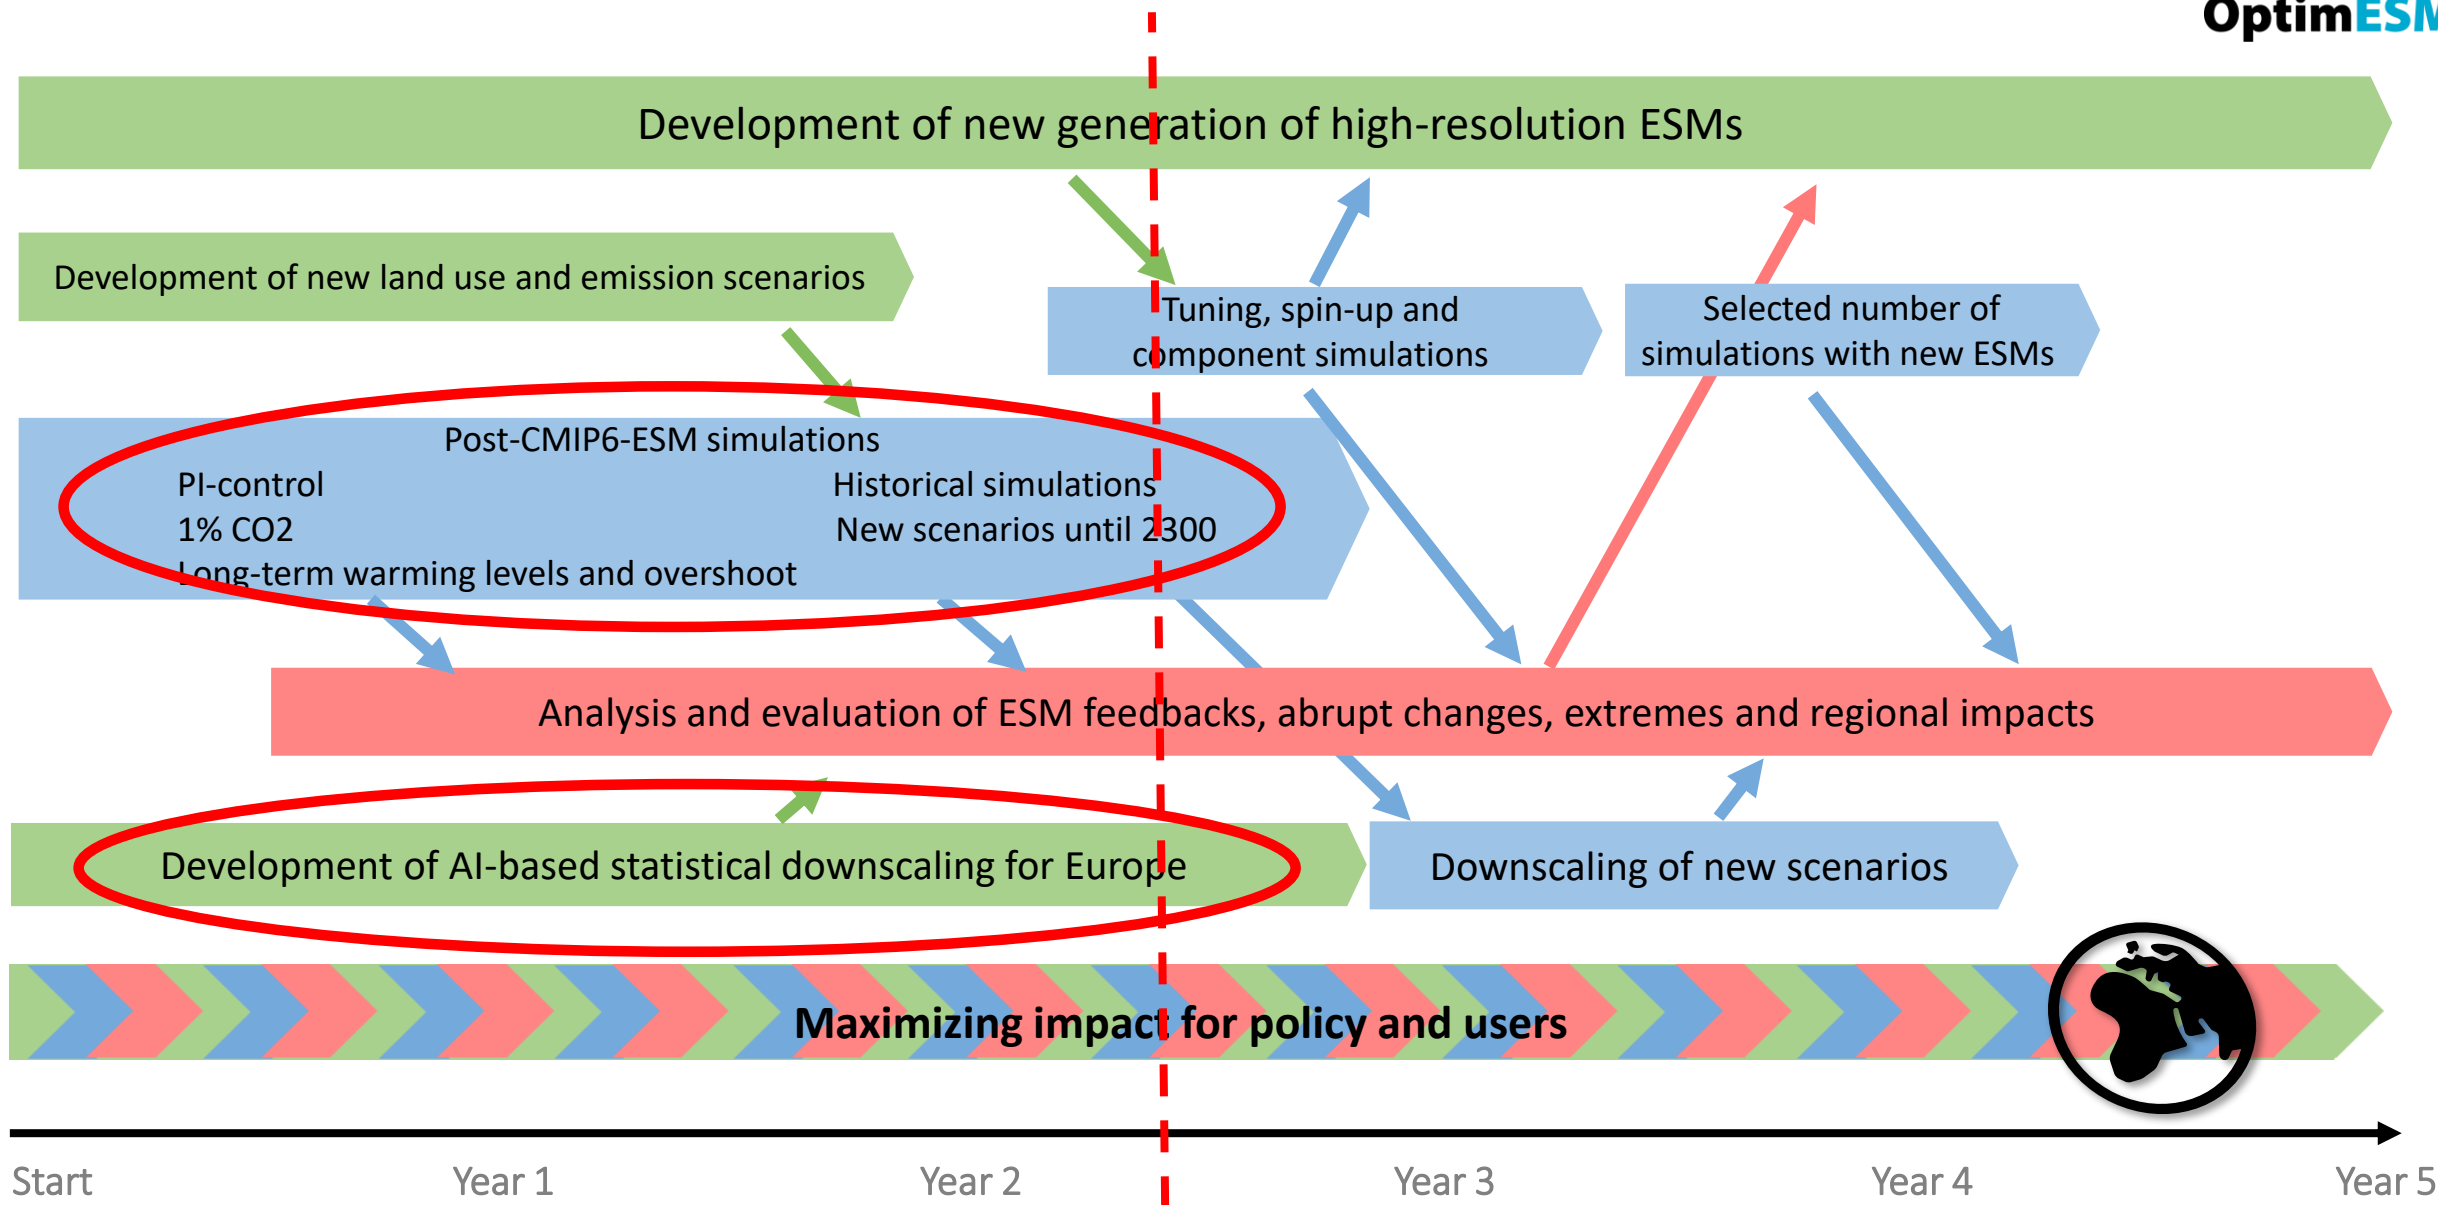 OptimESM
Development of new generation of high-resolution ESMs
Development of new land use and emission scenarios
Tuning, spin-up and
component simulations
Selected number of
simulations with new ESMs
Post-CMIP6-ESM simulations
PI-control
Historical simulations
1% CO2
New scenarios until 2300
Long-term warming levels and overshoot
Analysis and evaluation of ESM feedbacks, abrupt changes, extremes and regional impacts
Development of AI-based statistical downscaling for Europe
Downscaling of new scenarios
Maximizing impact for policy and users
Start
Year 1
Year 2
Year 3
Year 4
Year 5